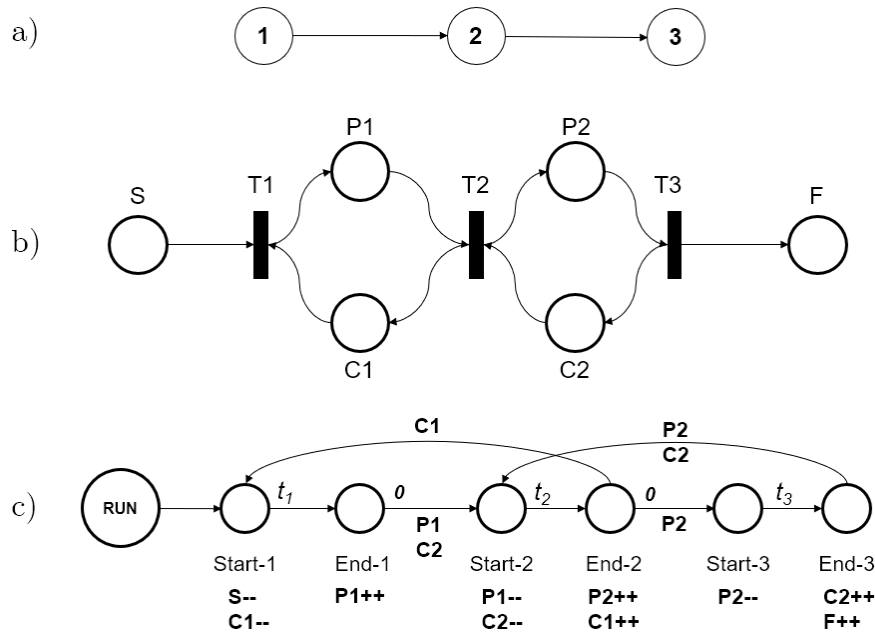 a)
1 2 3
P1 P2
S T1 T2 T3 F
b)
C1 C2
C1 P2
C2
c)
RUN t1 0 t2 0 t3
P1 P2
C2
Start-1 End-1 Start-2 End-2 Start-3 End-3
S-- P1++ P1-- P2++ P2-- C2++
C1-- C2-- C1++ F++